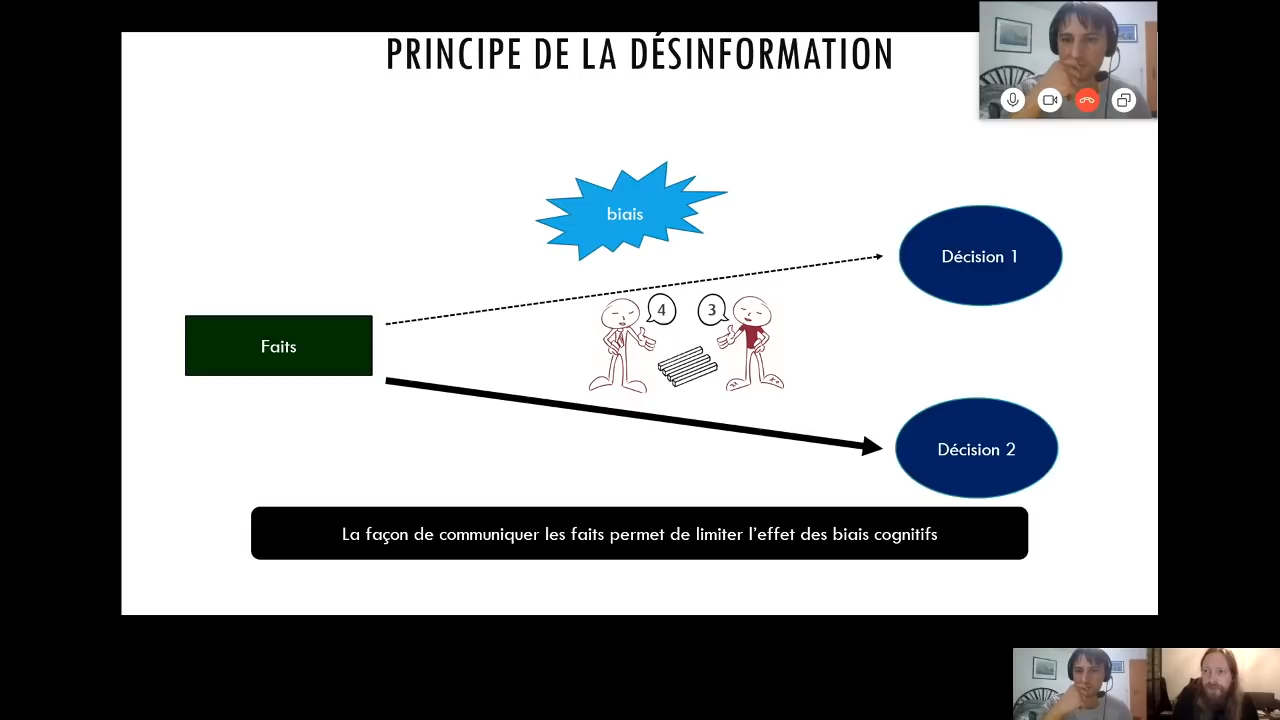 PRINCIPE DE LA DÉSINFORMATION
biais
Décision 1
4
3
Faits
Décision 2
La façon de communiquer les faits permet de limiter l'effet des biais cognitifs